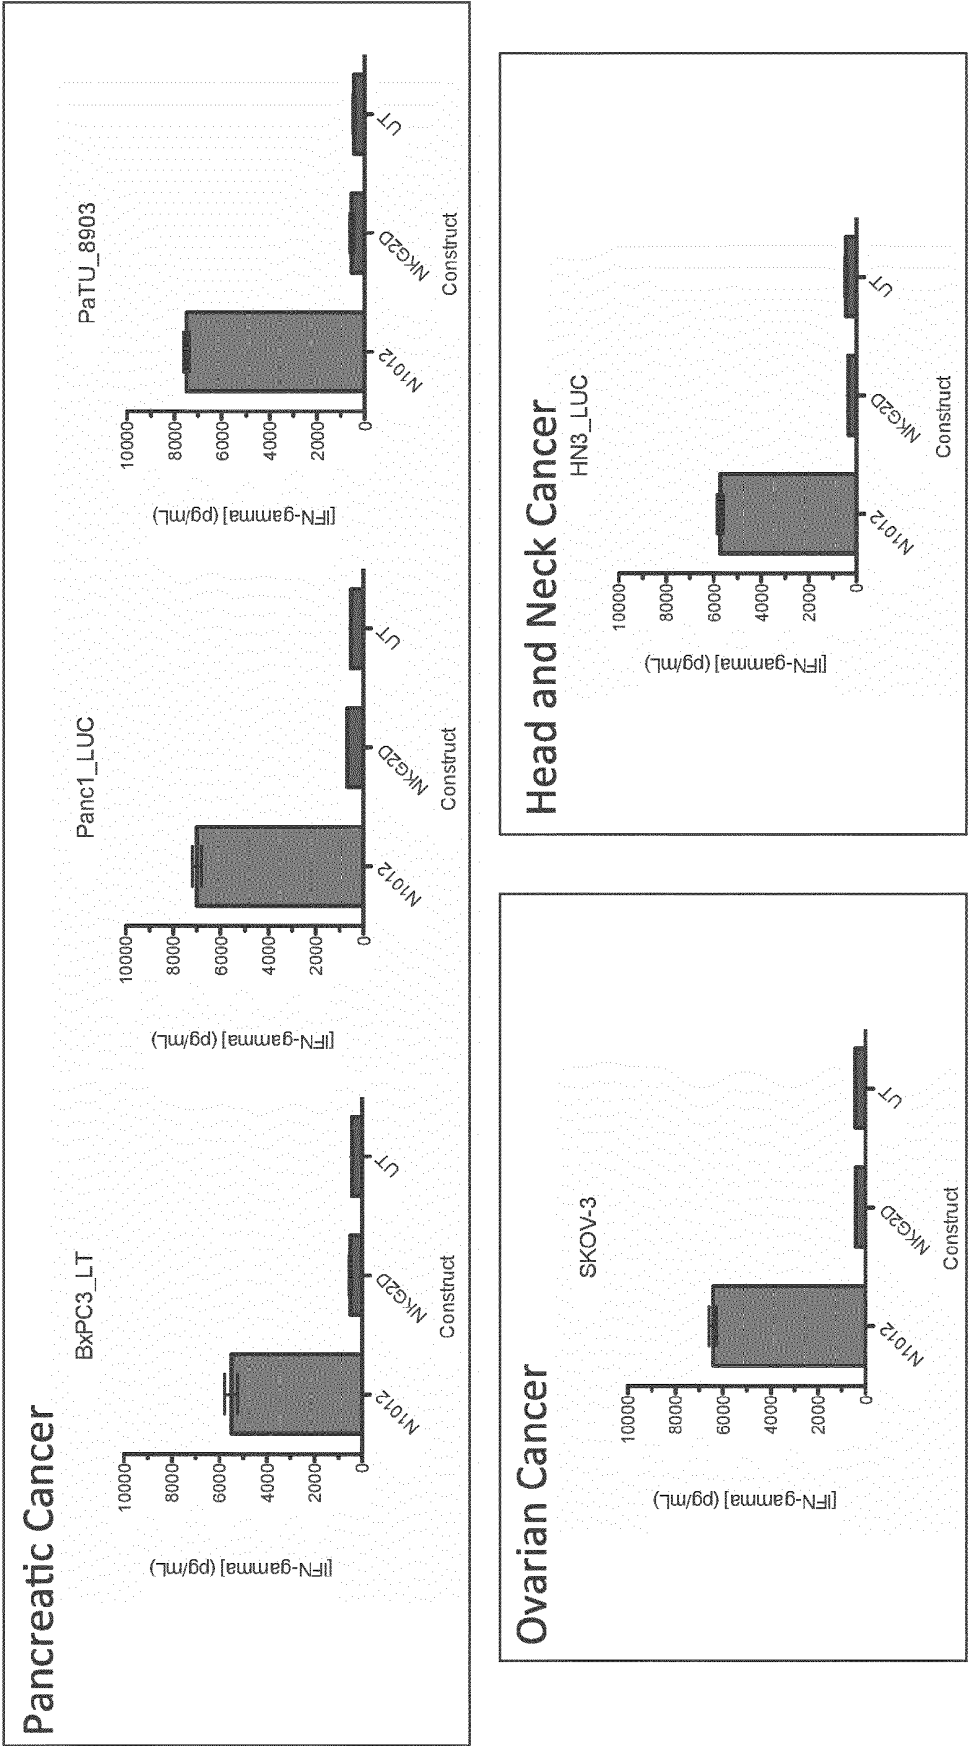 Pancreatic Cancer
BxPC3_LT
[IFN-gamma] (pg/mL)
10000
8000
6000
4000
2000
0
N1012
NKG2D
UT
Construct
Panc1_LUC
[IFN-gamma] (pg/mL)
10000
8000
6000
4000
2000
0
N1012
NKG2D
UT
Construct
PaTU_8903
[IFN-gamma] (pg/mL)
10000
8000
6000
4000
2000
0
N1012
NKG2D
UT
Construct
Ovarian Cancer
SKOV-3
[IFN-gamma] (pg/mL)
10000
8000
6000
4000
2000
0
N1012
NKG2D
UT
Construct
Head and Neck Cancer
HN3_LUC
[IFN-gamma] (pg/mL)
10000
8000
6000
4000
2000
0
N1012
NKG2D
UT
Construct